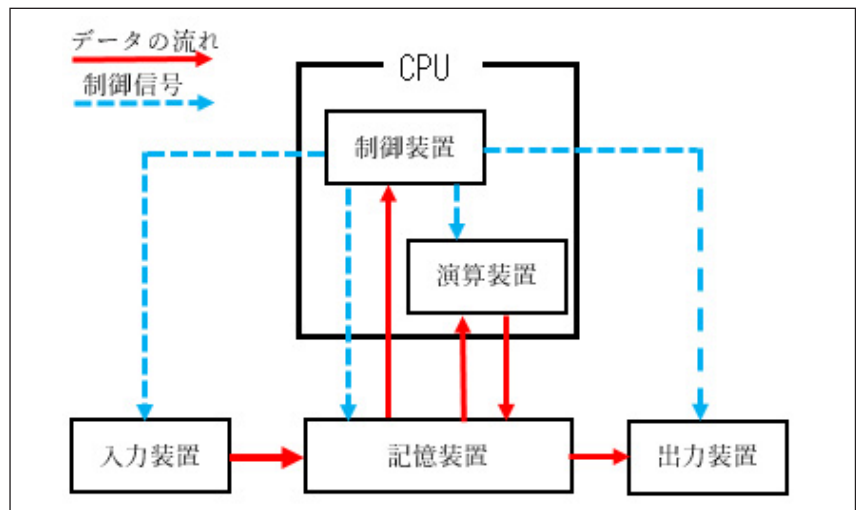 データの流れ
制御信号
CPU
制御装置
演算装置
入力装置
記憶装置
出力装置